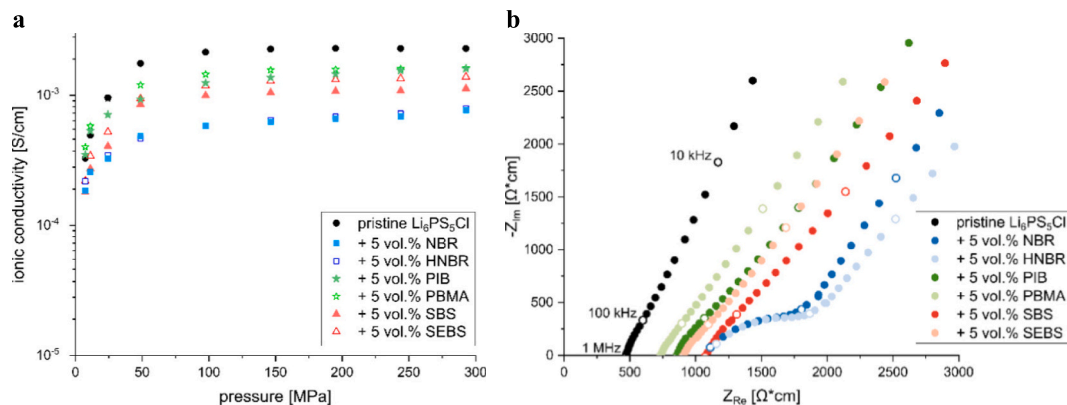 a
10⁻³
10⁻⁴
10⁻⁵
ionic conductivity [S/cm]
pristine Li₆PS₅Cl
+ 5 vol.% NBR
+ 5 vol.% HNBR
+ 5 vol.% PIB
+ 5 vol.% PBMA
+ 5 vol.% SBS
+ 5 vol.% SEBS
0 50 100 150 200 250 300
pressure [MPa]
b
3000
2500
2000
1500
1000
500
0
-Z_Im [Ω*cm]
10 kHz
100 kHz
1 MHz
pristine Li₆PS₅Cl
+ 5 vol.% NBR
+ 5 vol.% HNBR
+ 5 vol.% PIB
+ 5 vol.% PBMA
+ 5 vol.% SBS
+ 5 vol.% SEBS
0 500 1000 1500 2000 2500 3000
Z_Re [Ω*cm]